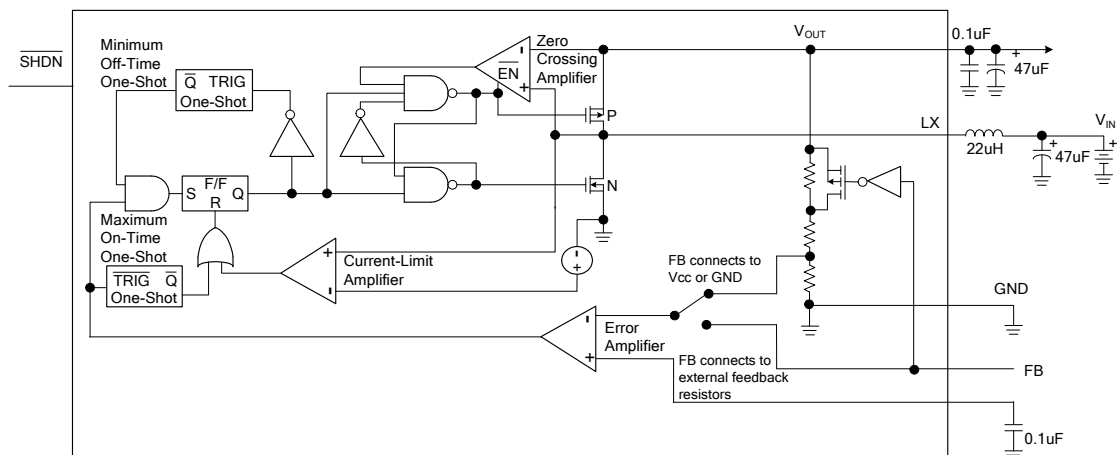 SHDN
Minimum
Off-Time
One-Shot
Q TRIG
One-Shot
Zero
Crossing
Amplifier
EN
-
+
P
N
VOUT
0.1uF
+
47uF
LX
22uH
VIN
+
+
47uF
S F/F Q
R
Maximum
On-Time
One-Shot
TRIG Q
One-Shot
+
-
Current-Limit
Amplifier
-
+
FB connects to
Vcc or GND
GND
-
+
Error
Amplifier
FB connects to
external feedback
resistors
FB
0.1uF